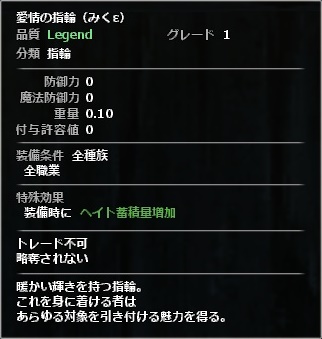 愛情の指輪（みくε）
品質 Legend グレード 1
分類 指輪
防御力 0
魔法防御力 0
重量 0.10
付与許容値 0
装備条件 全種族
全職業
特殊効果
装備時に ヘイト蓄積量増加
トレード不可
略奪されない
暖かい輝きを持つ指輪。
これを身に着ける者は
あらゆる対象を引き付ける魅力を得る。